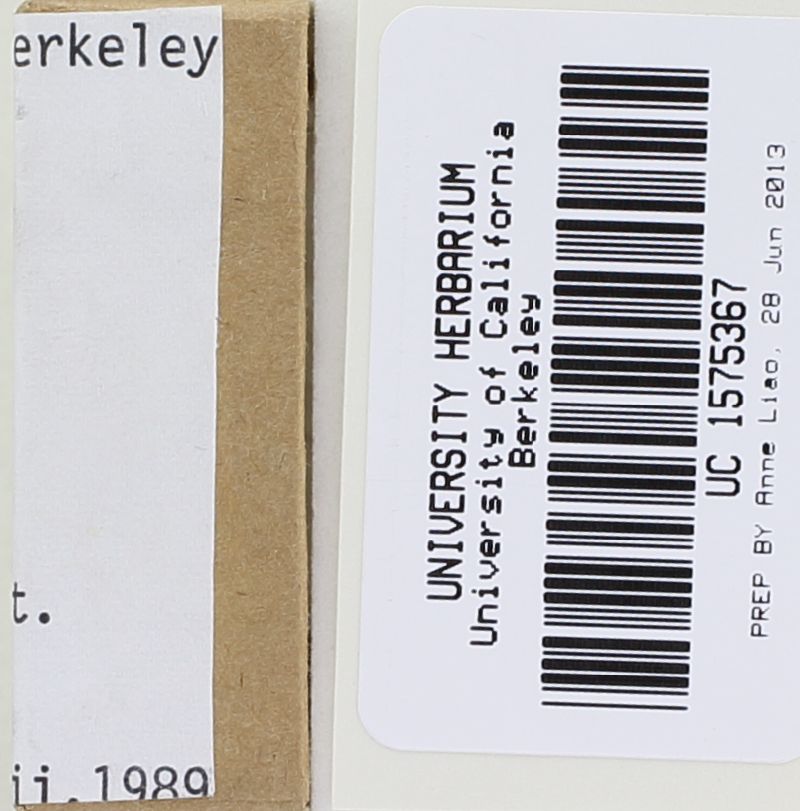 erkeley
t.
ii.1989
UNIVERSITY HERBARIUM
University of California
Berkeley
UC 1575367
PREP BY Anne Liao, 28 Jun 2013